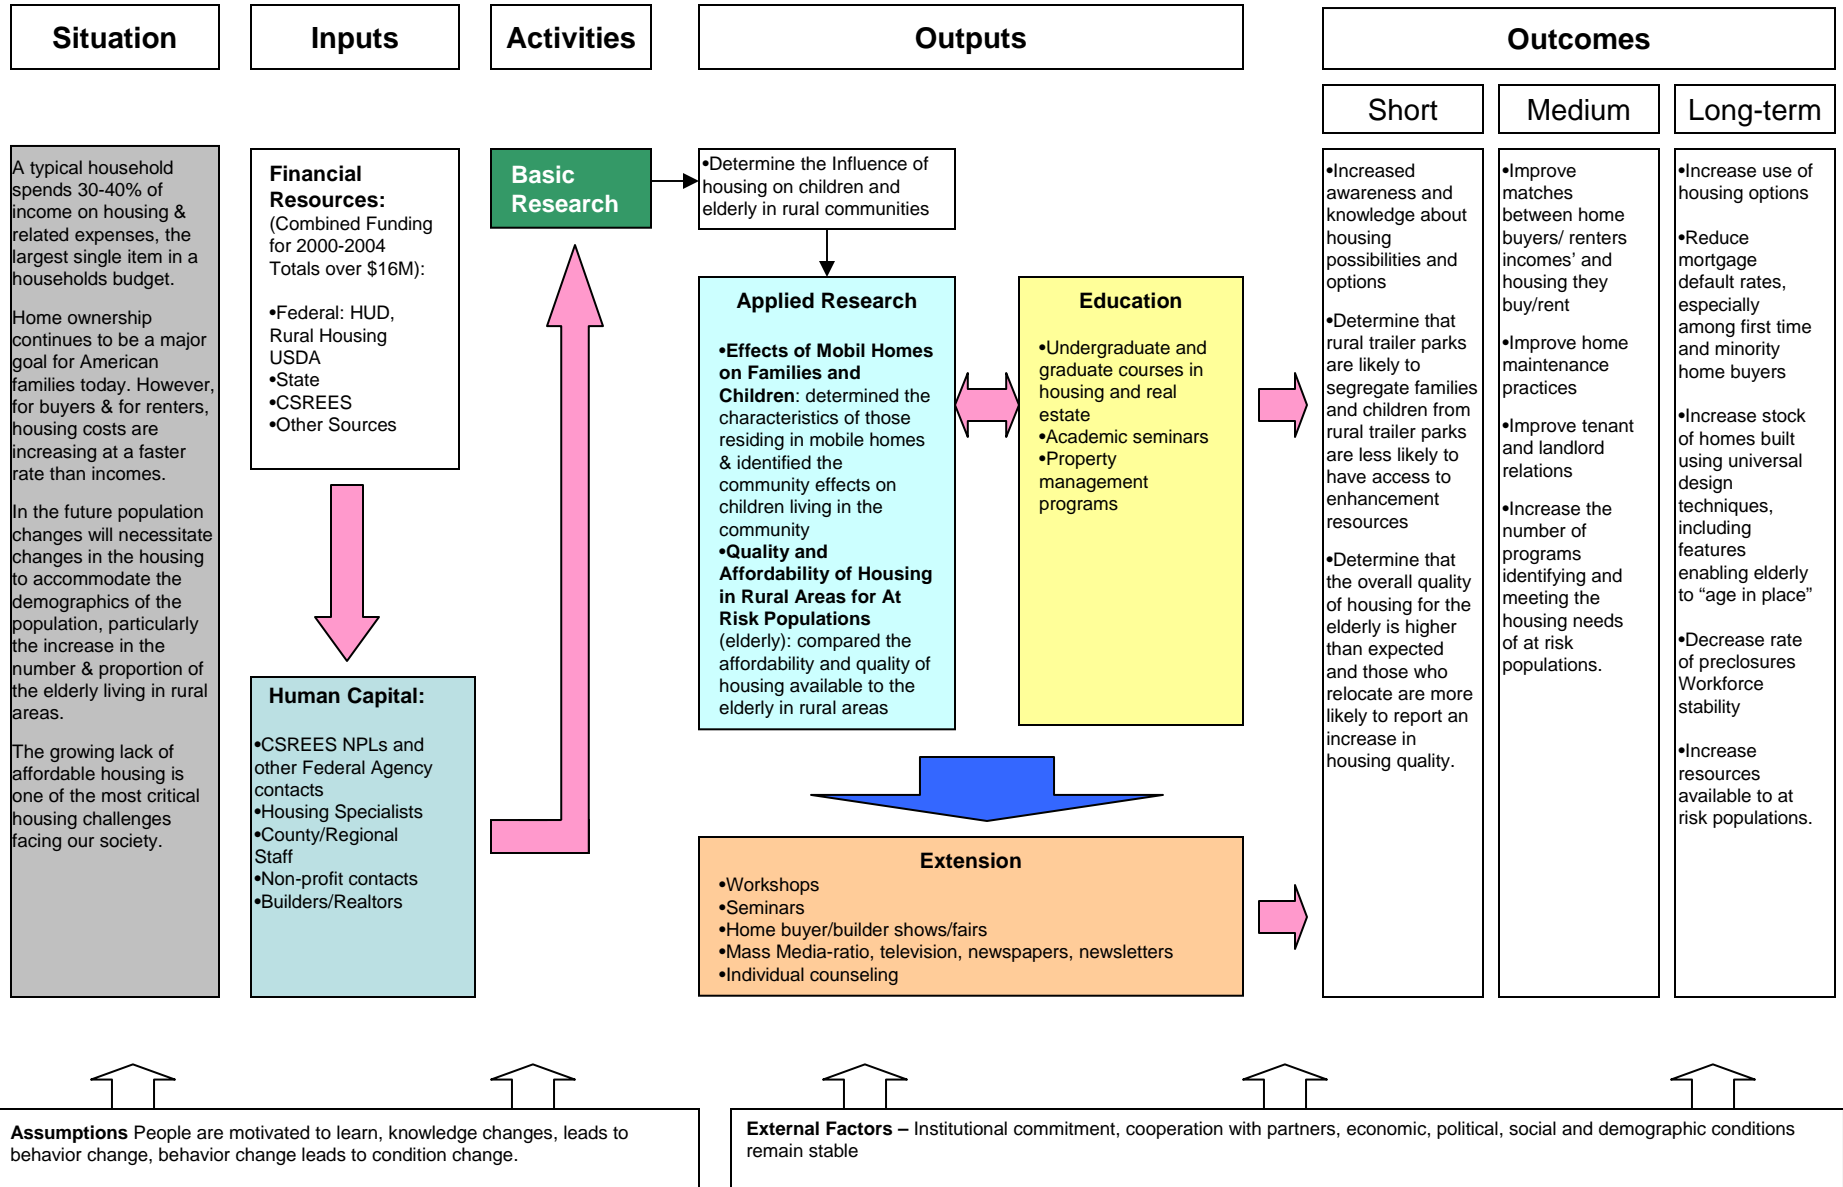 Situation
Inputs
Activities
Outputs
Outcomes
Short
Medium
Long-term
A typical household
spends 30-40% of
income on housing &
related expenses, the
largest single item in a
households budget.
Home ownership
continues to be a major
goal for American
families today. However,
for buyers & for renters,
housing costs are
increasing at a faster
rate than incomes.
In the future population
changes will necessitate
changes in the housing
to accommodate the
demographics of the
population, particularly
the increase in the
number & proportion of
the elderly living in rural
areas.
The growing lack of
affordable housing is
one of the most critical
housing challenges
facing our society.
Financial
Resources:
(Combined Funding
for 2000-2004
Totals over $16M):
•Federal: HUD,
Rural Housing
USDA
•State
•CSREES
•Other Sources
Human Capital:
•CSREES NPLs and
other Federal Agency
contacts
•Housing Specialists
•County/Regional
Staff
•Non-profit contacts
•Builders/Realtors
Basic
Research
•Determine the Influence of
housing on children and
elderly in rural communities
Applied Research
•Effects of Mobil Homes
on Families and
Children: determined the
characteristics of those
residing in mobile homes
& identified the
community effects on
children living in the
community
•Quality and
Affordability of Housing
in Rural Areas for At
Risk Populations
(elderly): compared the
affordability and quality of
housing available to the
elderly in rural areas
Education
•Undergraduate and
graduate courses in
housing and real
estate
•Academic seminars
•Property
management
programs
Extension
•Workshops
•Seminars
•Home buyer/builder shows/fairs
•Mass Media-ratio, television, newspapers, newsletters
•Individual counseling
•Increased
awareness and
knowledge about
housing
possibilities and
options
•Determine that
rural trailer parks
are likely to
segregate families
and children from
rural trailer parks
are less likely to
have access to
enhancement
resources
•Determine that
the overall quality
of housing for the
elderly is higher
than expected
and those who
relocate are more
likely to report an
increase in
housing quality.
•Improve
matches
between home
buyers/ renters
incomes’ and
housing they
buy/rent
•Improve home
maintenance
practices
•Improve tenant
and landlord
relations
•Increase the
number of
programs
identifying and
meeting the
housing needs
of at risk
populations.
•Increase use of
housing options
•Reduce
mortgage
default rates,
especially
among first time
and minority
home buyers
•Increase stock
of homes built
using universal
design
techniques,
including
features
enabling elderly
to “age in place”
•Decrease rate
of preclosures
Workforce
stability
•Increase
resources
available to at
risk populations.
Assumptions People are motivated to learn, knowledge changes, leads to
behavior change, behavior change leads to condition change.
External Factors – Institutional commitment, cooperation with partners, economic, political, social and demographic conditions
remain stable